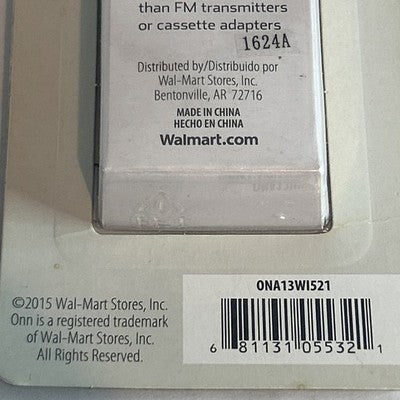 than FM transmitters
or cassette adapters
1624A
Distributed by/Distribuido por
Wal-Mart Stores, Inc.
Bentonville, AR 72716
MADE IN CHINA
HECHO EN CHINA
Walmart.com
©2015 Wal-Mart Stores, Inc.
Onn is a registered trademark
of Wal-Mart Stores, Inc.
All Rights Reserved.
ONA13WI521
6 81131 05532 1